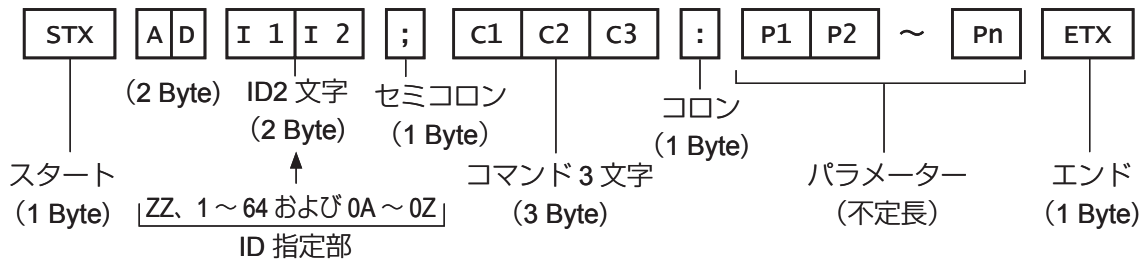 STX AD I1I2 ; C1 C2 C3 : P1 P2 ～ Pn ETX
(2 Byte) ID2 文字 セミコロン
(2 Byte) (1 Byte) コロン
(1 Byte)
スタート コマンド 3 文字 パラメーター エンド
(1 Byte) ZZ、1 ～ 64 および 0A ～ 0Z (3 Byte) (不定長) (1 Byte)
ID 指定部